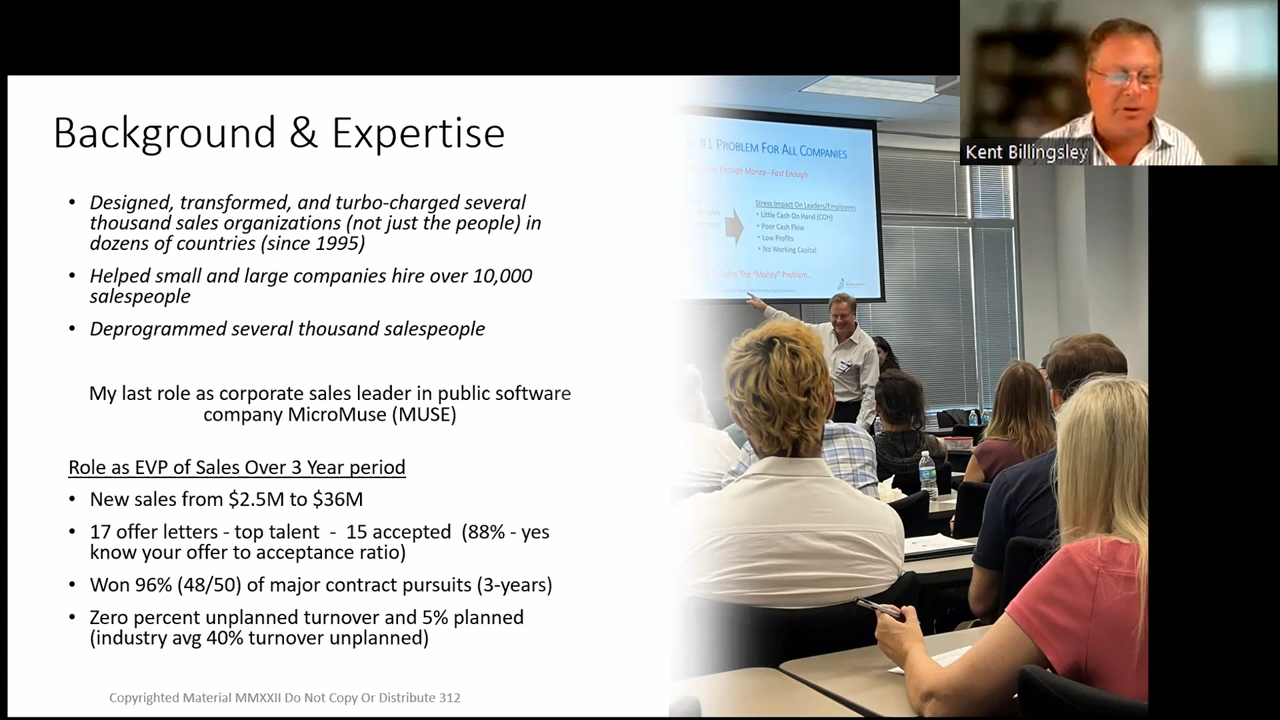 Background & Expertise
• Designed, transformed, and turbo-charged several
thousand sales organizations (not just the people) in
dozens of countries (since 1995)
• Helped small and large companies hire over 10,000
salespeople
• Deprogrammed several thousand salespeople
My last role as corporate sales leader in public software
company MicroMuse (MUSE)
Role as EVP of Sales Over 3 Year period
• New sales from $2.5M to $36M
• 17 offer letters - top talent - 15 accepted (88% - yes
know your offer to acceptance ratio)
• Won 96% (48/50) of major contract pursuits (3-years)
• Zero percent unplanned turnover and 5% planned
(industry avg 40% turnover unplanned)
Copyrighted Material MMXXII Do Not Copy Or Distribute 312
#1 PROBLEM FOR ALL COMPANIES
Enough Money - Fast Enough
Stress Impact On Leaders/Employees
• Little Cash On Hand (COH)
• Poor Cash Flow
• Low Profits
• No Working Capital
Solve The "Money" Problem...
Kent Billingsley